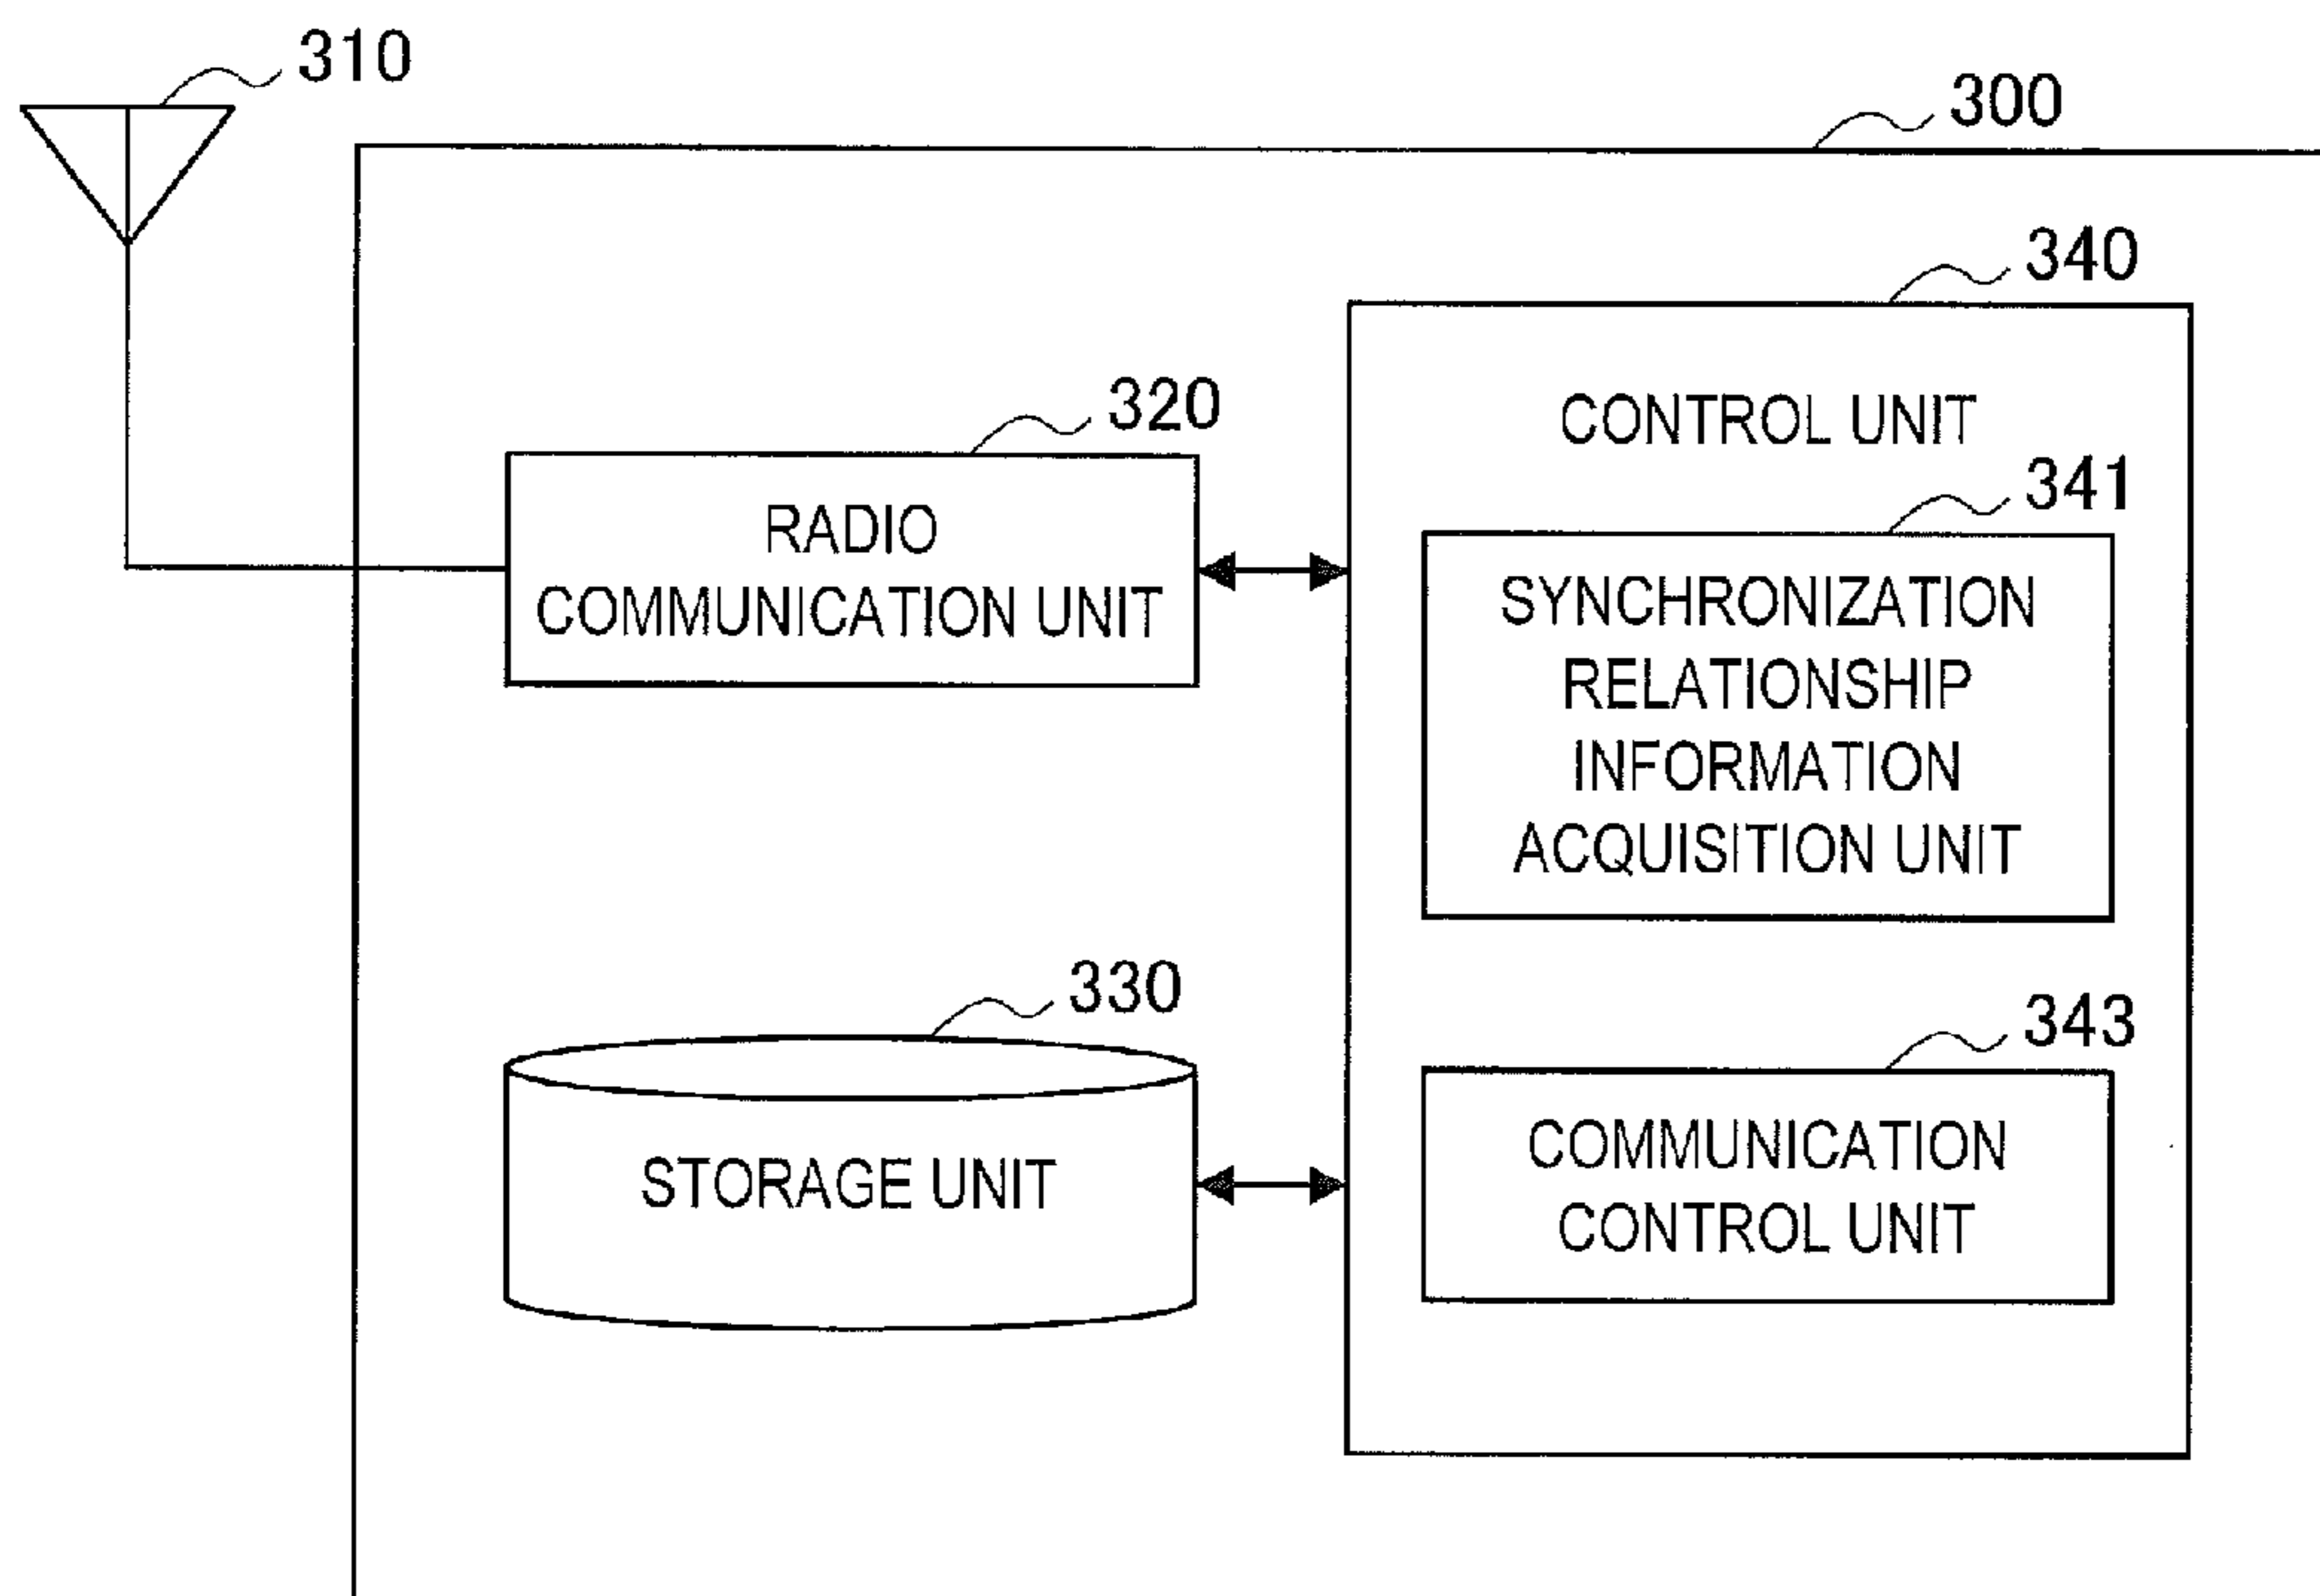 310
300
340
CONTROL UNIT
320
RADIO
COMMUNICATION UNIT
341
SYNCHRONIZATION
RELATIONSHIP
INFORMATION
ACQUISITION UNIT
330
STORAGE UNIT
343
COMMUNICATION
CONTROL UNIT